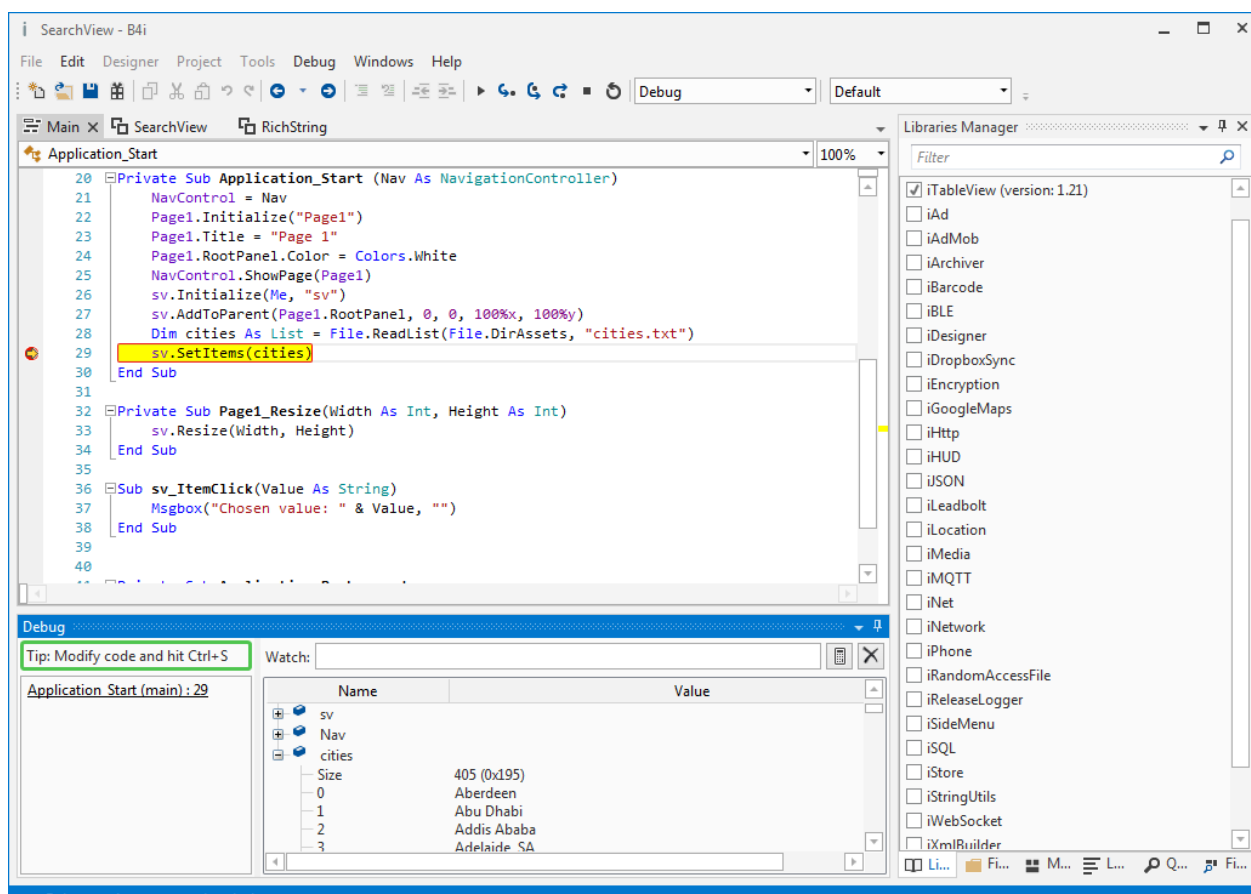 SearchView - B4i
File Edit Designer Project Tools Debug Windows Help
Debug Default
Main SearchView RichString
Application_Start 100%
20 Private Sub Application_Start (Nav As NavigationController)
21 NavControl = Nav
22 Page1.Initialize("Page1")
23 Page1.Title = "Page 1"
24 Page1.RootPanel.Color = Colors.White
25 NavControl.ShowPage(Page1)
26 sv.Initialize(Me, "sv")
27 sv.AddToParent(Page1.RootPanel, 0, 0, 100%x, 100%y)
28 Dim cities As List = File.ReadList(File.DirAssets, "cities.txt")
29 sv.SetItems(cities)
30 End Sub
31
32 Private Sub Page1_Resize(Width As Int, Height As Int)
33 sv.Resize(Width, Height)
34 End Sub
35
36 Sub sv_ItemClick(Value As String)
37 Msgbox("Chosen value: " & Value, "")
38 End Sub
39
40
Debug
Tip: Modify code and hit Ctrl+S
Watch:
Application_Start (main) : 29
Name Value
sv
Nav
cities
Size 405 (0x195)
0 Aberdeen
1 Abu Dhabi
2 Addis Ababa
3 Adelaide, SA
Libraries Manager
Filter
iTableView (version: 1.21)
iAd
iAdMob
iArchiver
iBarcode
iBLE
iDesigner
iDropboxSync
iEncryption
iGoogleMaps
iHttp
iHUD
iJSON
iLeadbolt
iLocation
iMedia
iMQTT
iNet
iNetwork
iPhone
iRandomAccessFile
iReleaseLogger
iSideMenu
iSQL
iStore
iStringUtils
iWebSocket
iXmlBuilder
Li... Fi... M... L... Q... Fi...